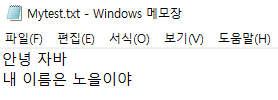 Mytest.txt - Windows 메모장
파일(F) 편집(E) 서식(O) 보기(V) 도움말(H)
안녕 자바
내 이름은 노을이야